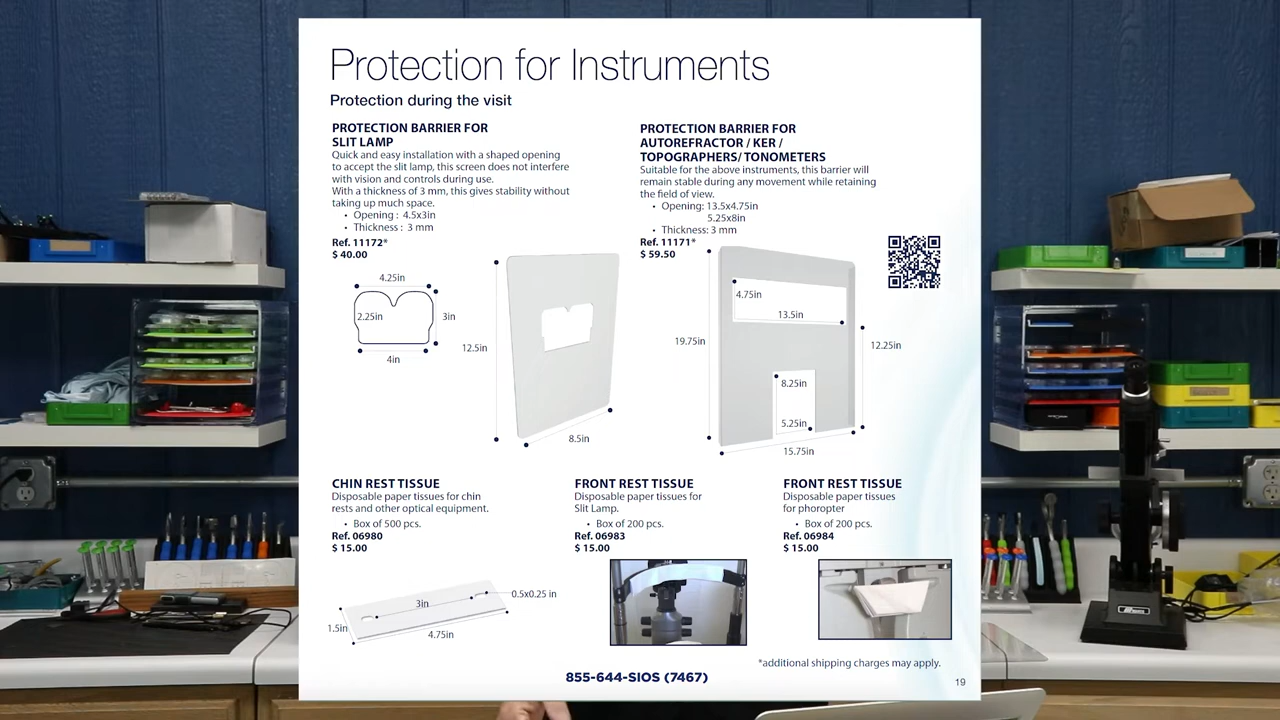 Protection for Instruments
Protection during the visit
PROTECTION BARRIER FOR
SLIT LAMP
Quick and easy installation with a shaped opening
to accept the slit lamp, this screen does not interfere
with vision and controls during use.
With a thickness of 3 mm, this gives stability without
taking up much space.
• Opening : 4.5x3in
• Thickness : 3 mm
Ref. 11172*
$ 40.00
4.25in
2.25in
3in
4in
12.5in
8.5in
PROTECTION BARRIER FOR
AUTOREFRACTOR / KER /
TOPOGRAPHERS/ TONOMETERS
Suitable for the above instruments, this barrier will
remain stable during any movement while retaining
the field of view.
• Opening: 13.5x4.75in
5.25x8in
• Thickness: 3 mm
Ref. 11171*
$ 59.50
4.75in
13.5in
19.75in
12.25in
8.25in
5.25in
15.75in
CHIN REST TISSUE
Disposable paper tissues for chin
rests and other optical equipment.
• Box of 500 pcs.
Ref. 06980
$ 15.00
3in
0.5x0.25 in
1.5in
4.75in
FRONT REST TISSUE
Disposable paper tissues for
Slit Lamp.
• Box of 200 pcs.
Ref. 06983
$ 15.00
FRONT REST TISSUE
Disposable paper tissues
for phoropter
• Box of 200 pcs.
Ref. 06984
$ 15.00
*additional shipping charges may apply.
855-644-SIOS (7467)
19